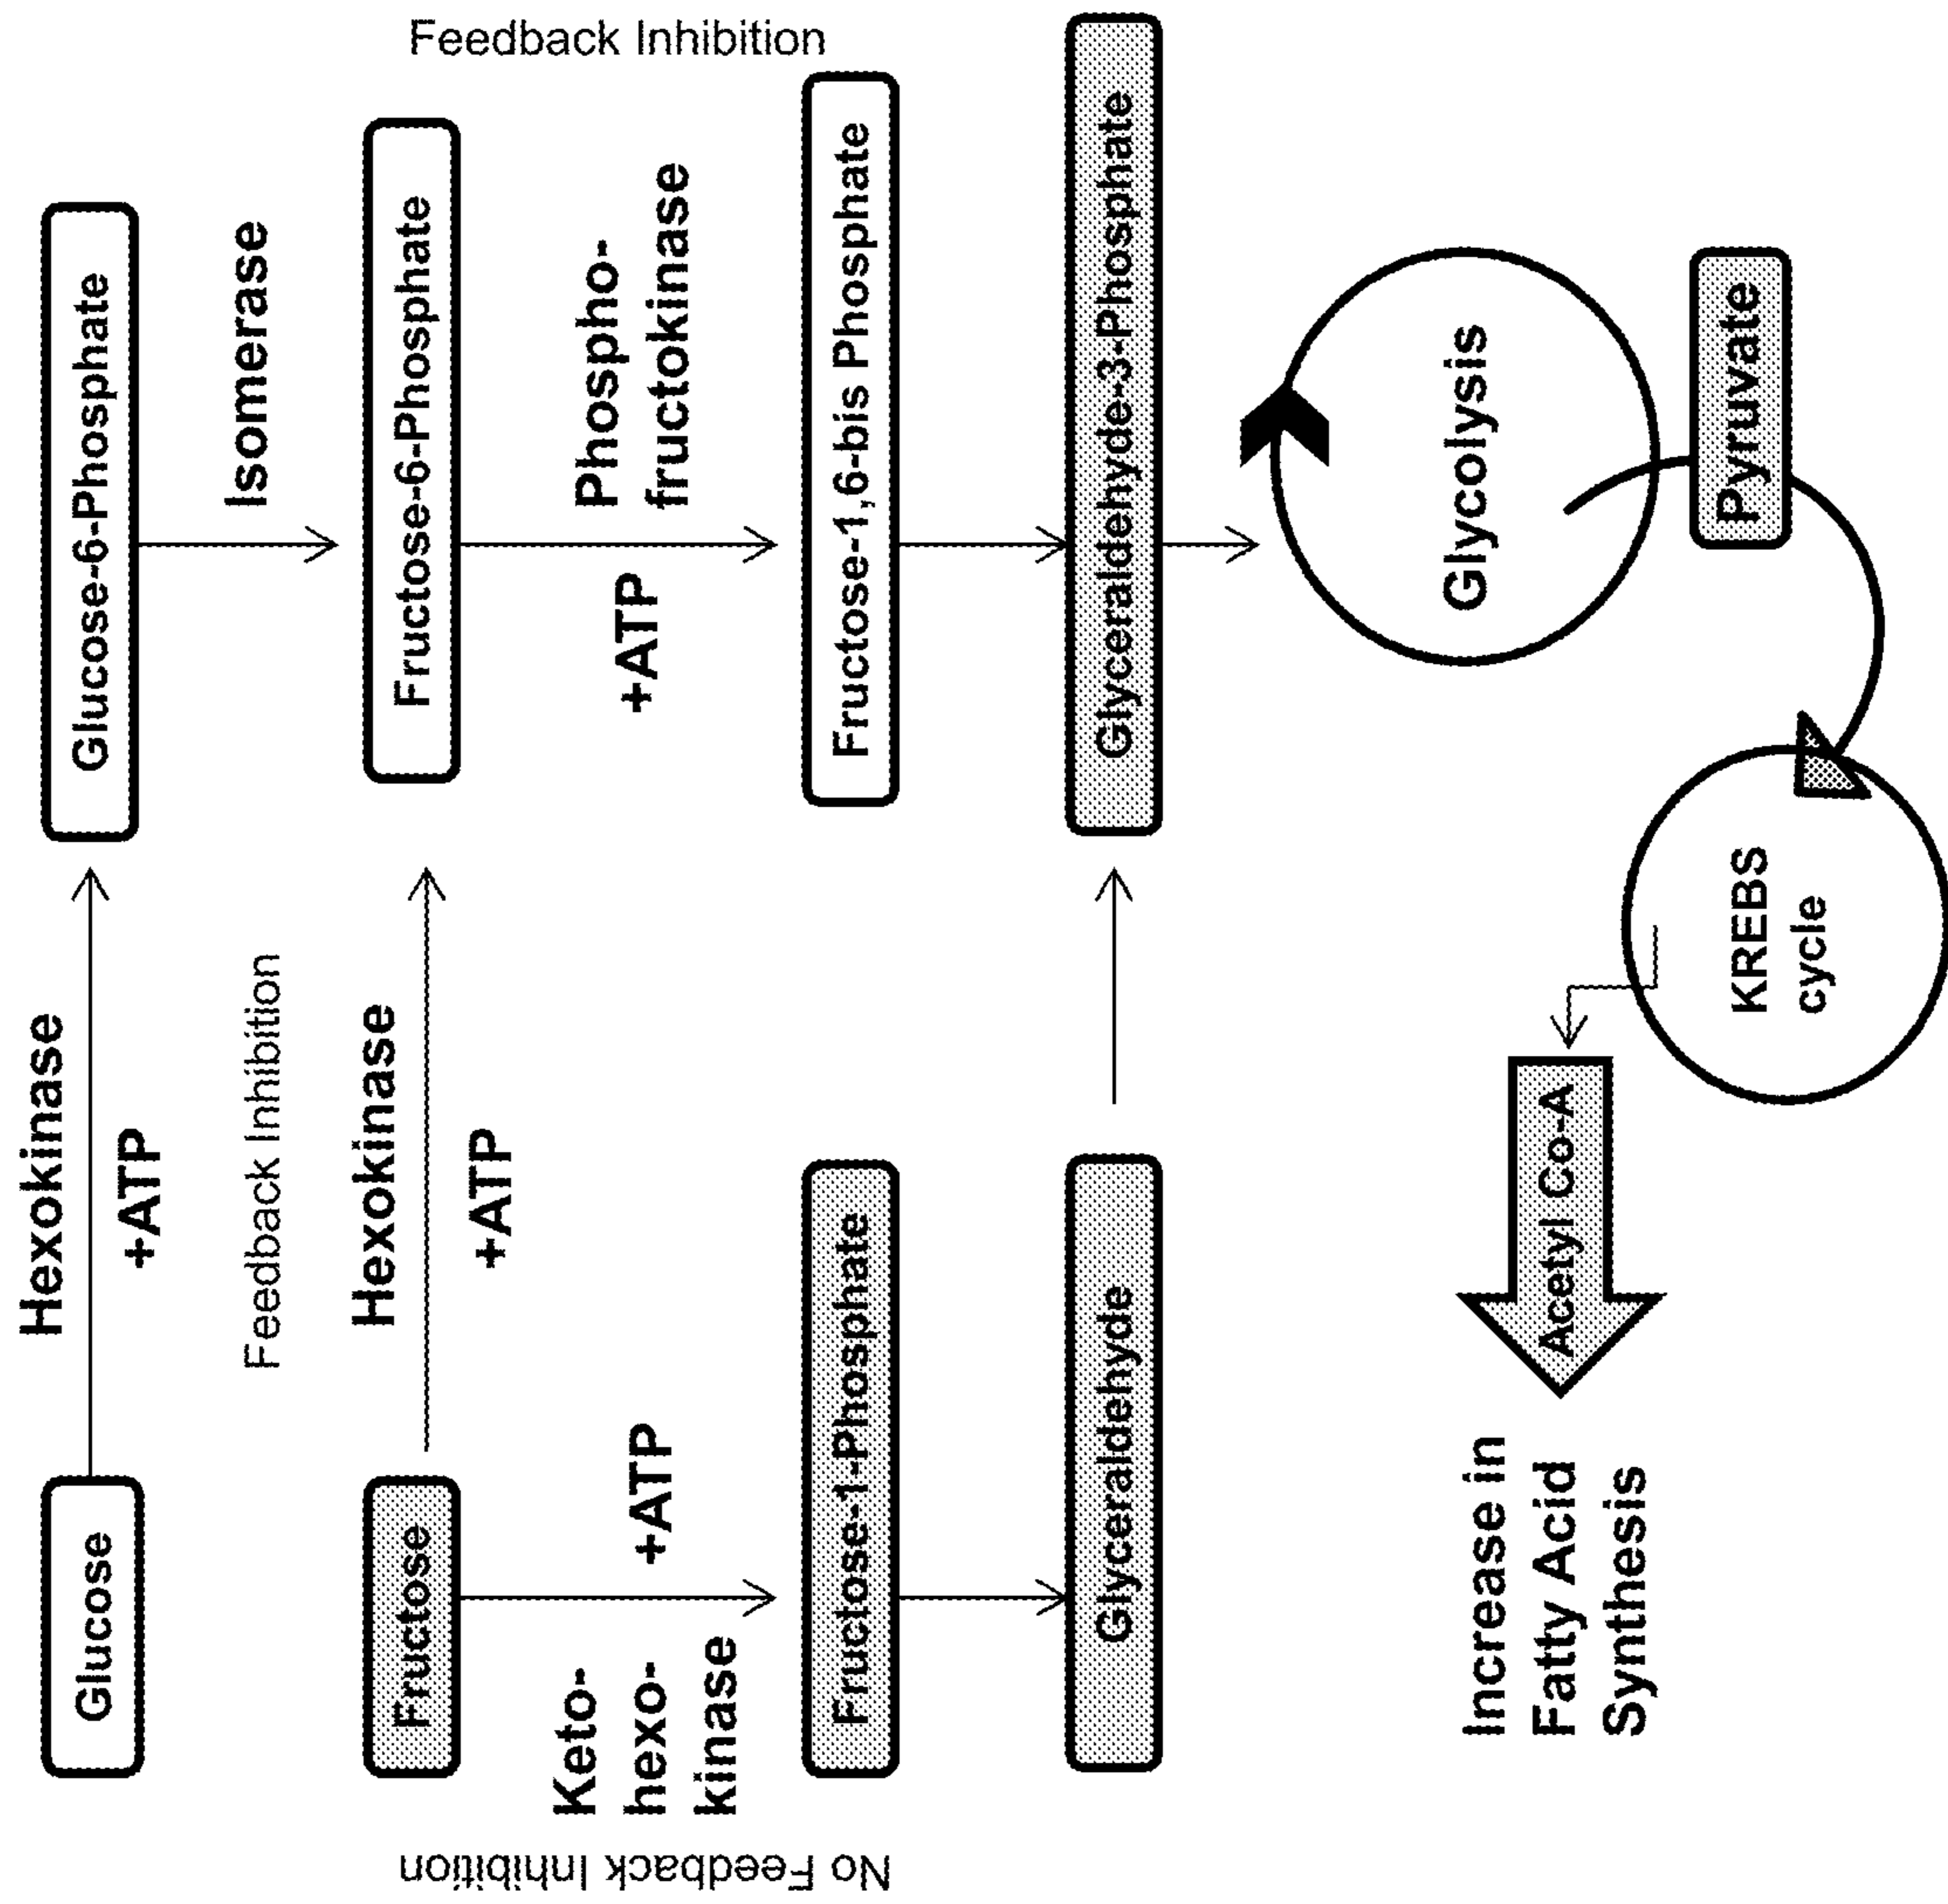 Feedback Inhibition
Glucose
Hexokinase
+ATP
Glucose-6-Phosphate
Feedback Inhibition
Isomerase
Fructose
Hexokinase
+ATP
Fructose-6-Phosphate
No Feedback Inhibition
Keto-
hexo-
kinase
+ATP
+ATP
Phospho-
fructokinase
Fructose-1-Phosphate
Fructose-1,6-bis Phosphate
Glyceraldehyde
Glyceraldehyde-3-Phosphate
Glycolysis
Pyruvate
KREBS
cycle
Acetyl Co-A
Increase in
Fatty Acid
Synthesis